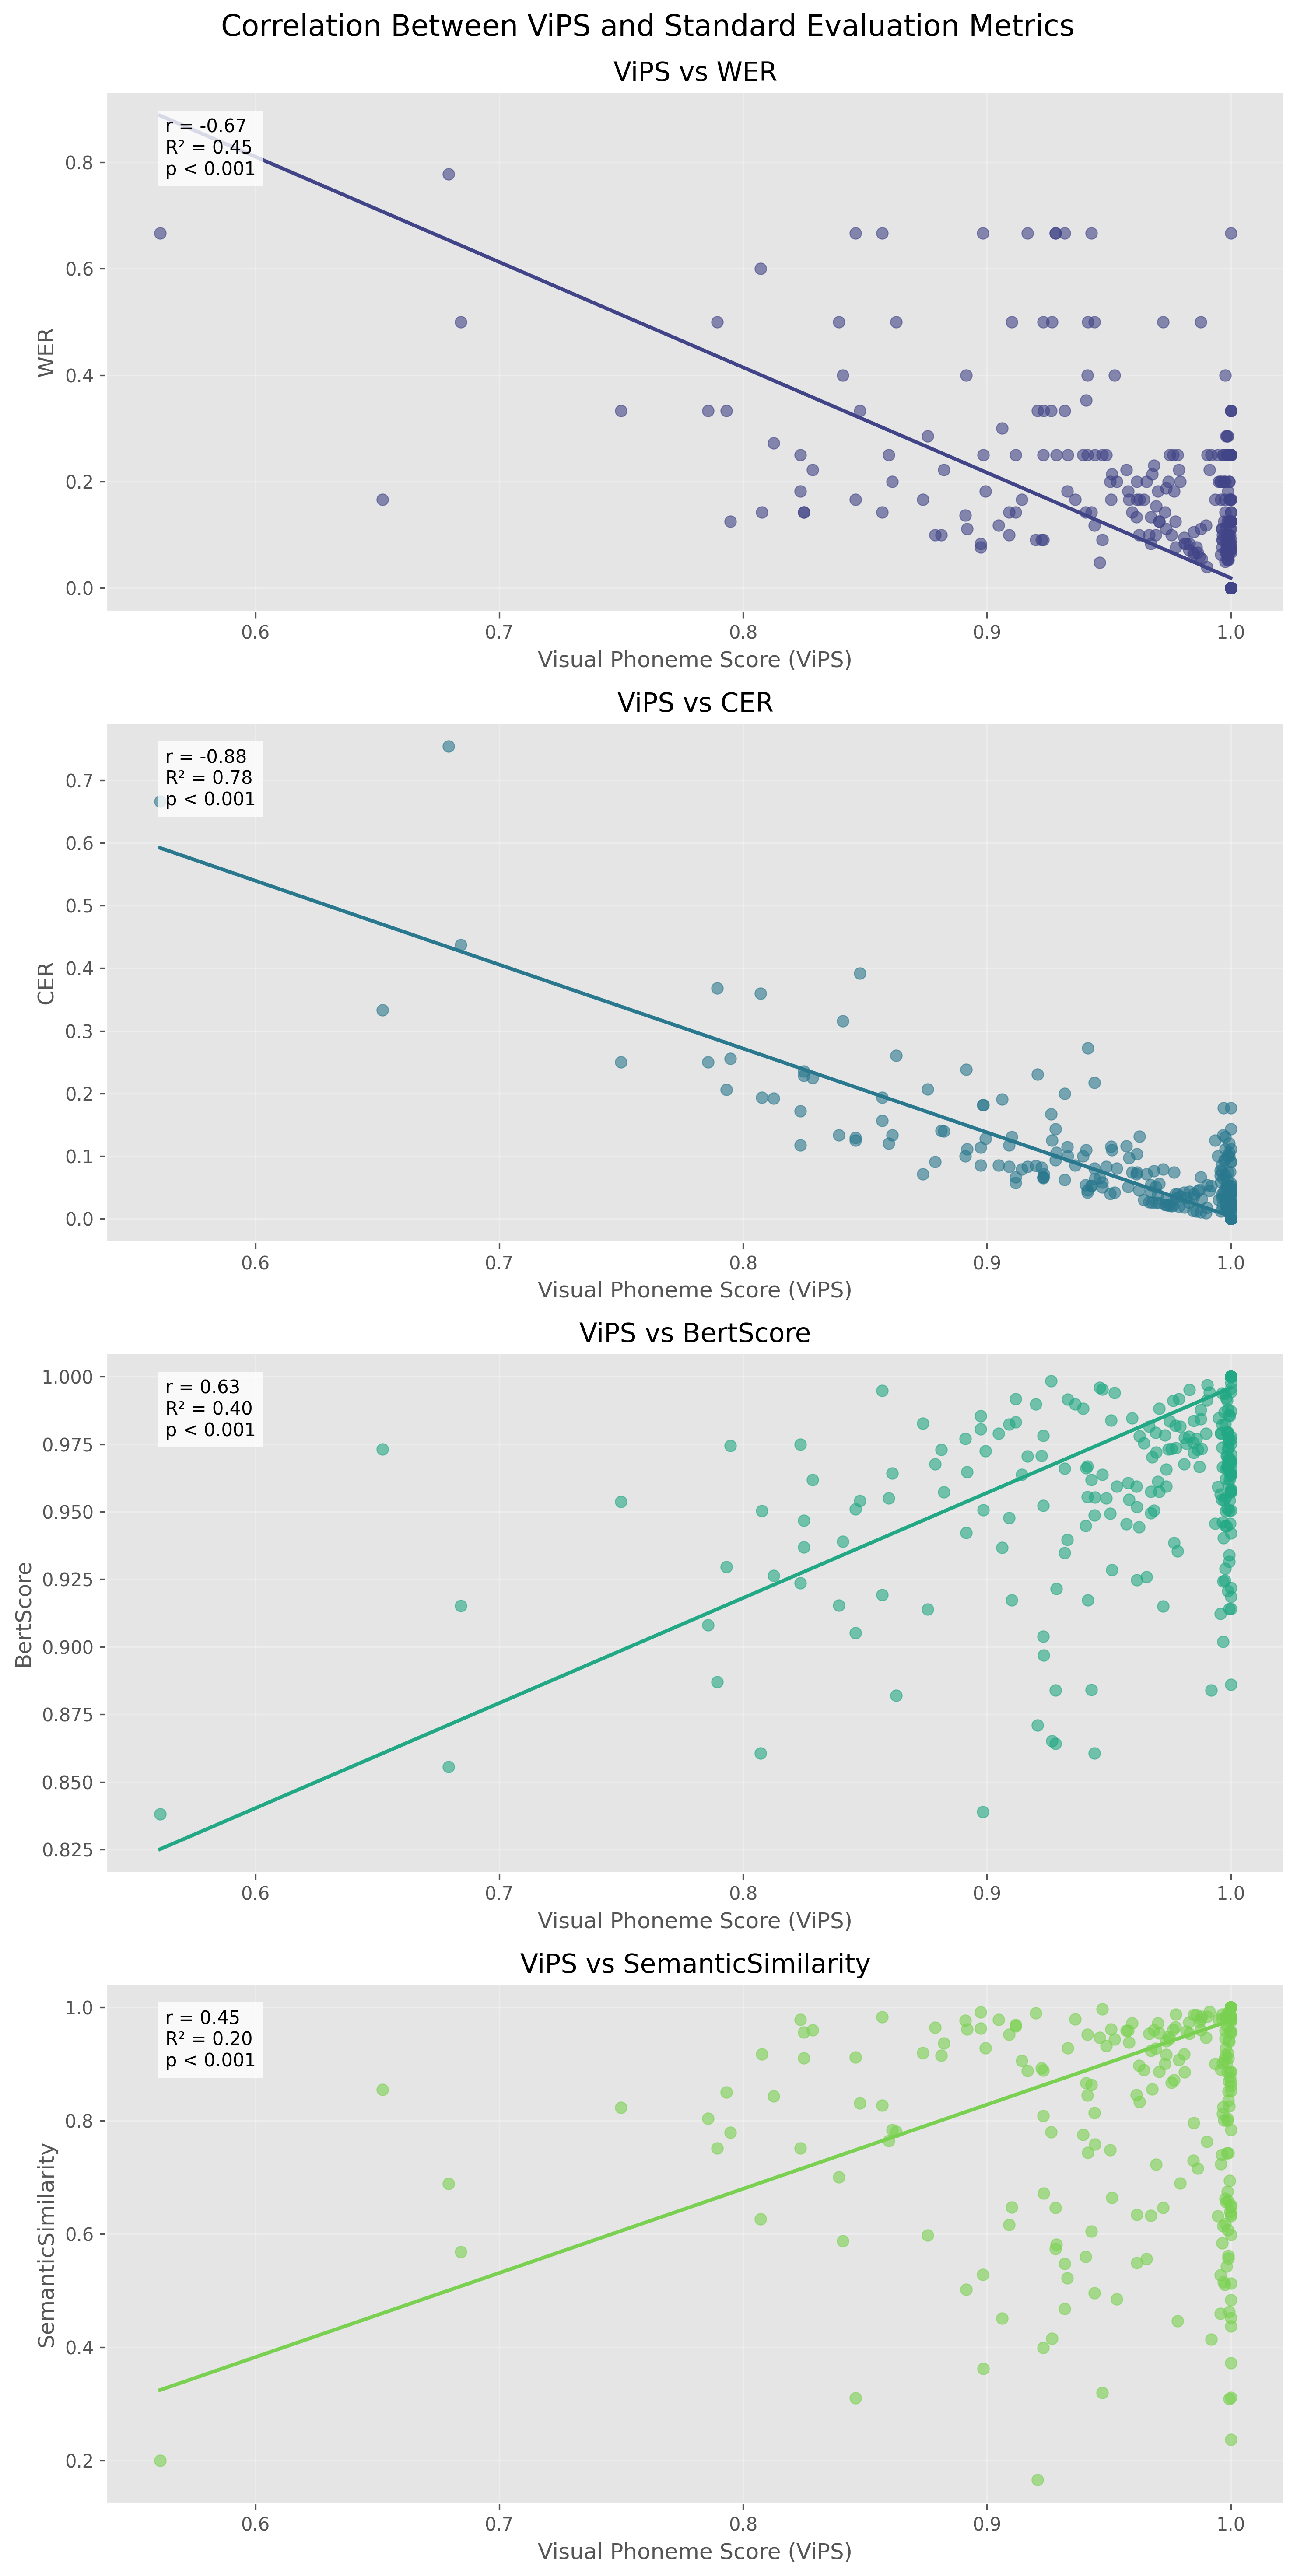 Correlation Between ViPS and Standard Evaluation Metrics
ViPS vs WER
r = -0.67
R² = 0.45
p < 0.001
0.8
0.6
0.4
0.2
0.0
WER
0.6 0.7 0.8 0.9 1.0
Visual Phoneme Score (ViPS)
ViPS vs CER
r = -0.88
R² = 0.78
p < 0.001
0.7
0.6
0.5
0.4
0.3
0.2
0.1
0.0
CER
0.6 0.7 0.8 0.9 1.0
Visual Phoneme Score (ViPS)
ViPS vs BertScore
r = 0.63
R² = 0.40
p < 0.001
1.000
0.975
0.950
0.925
0.900
0.875
0.850
0.825
BertScore
0.6 0.7 0.8 0.9 1.0
Visual Phoneme Score (ViPS)
ViPS vs SemanticSimilarity
r = 0.45
R² = 0.20
p < 0.001
1.0
0.8
0.6
0.4
0.2
SemanticSimilarity
0.6 0.7 0.8 0.9 1.0
Visual Phoneme Score (ViPS)